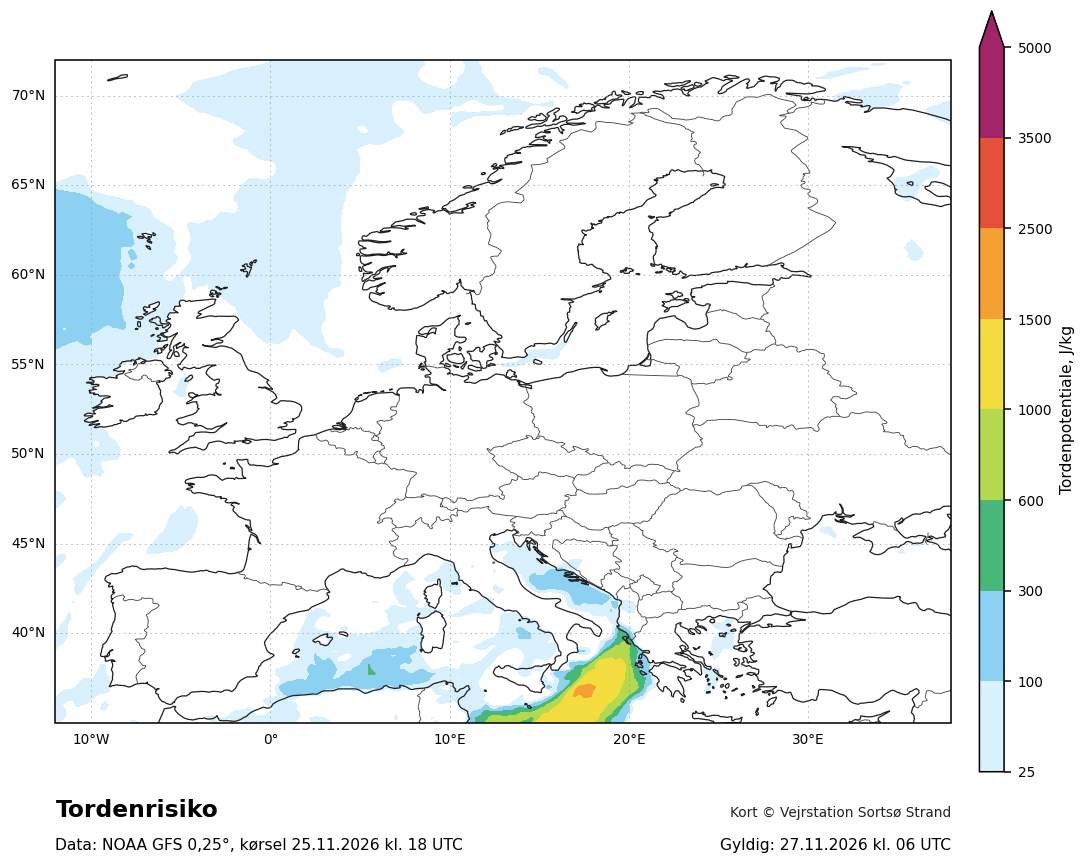 70°N
65°N
60°N
55°N
50°N
45°N
40°N
10°W
0°
10°E
20°E
30°E
5000
3500
2500
1500
1000
600
300
100
25
Tordenpotentiale, J/kg
Tordenrisiko
Kort © Vejrstation Sortsø Strand
Data: NOAA GFS 0,25°, kørsel 25.11.2026 kl. 18 UTC
Gyldig: 27.11.2026 kl. 06 UTC